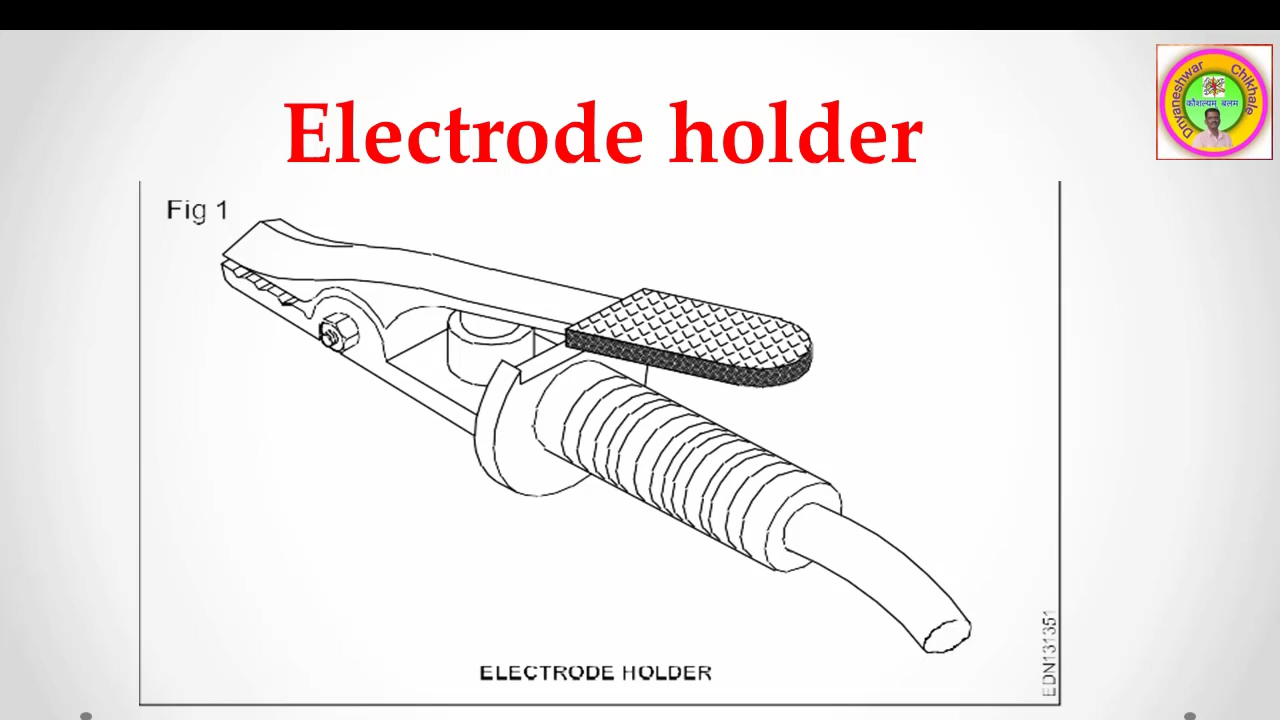 Electrode holder
Dnyaneshwar Chikhale
कौशल्यम् बलम
Fig 1
ELECTRODE HOLDER
EDN131351